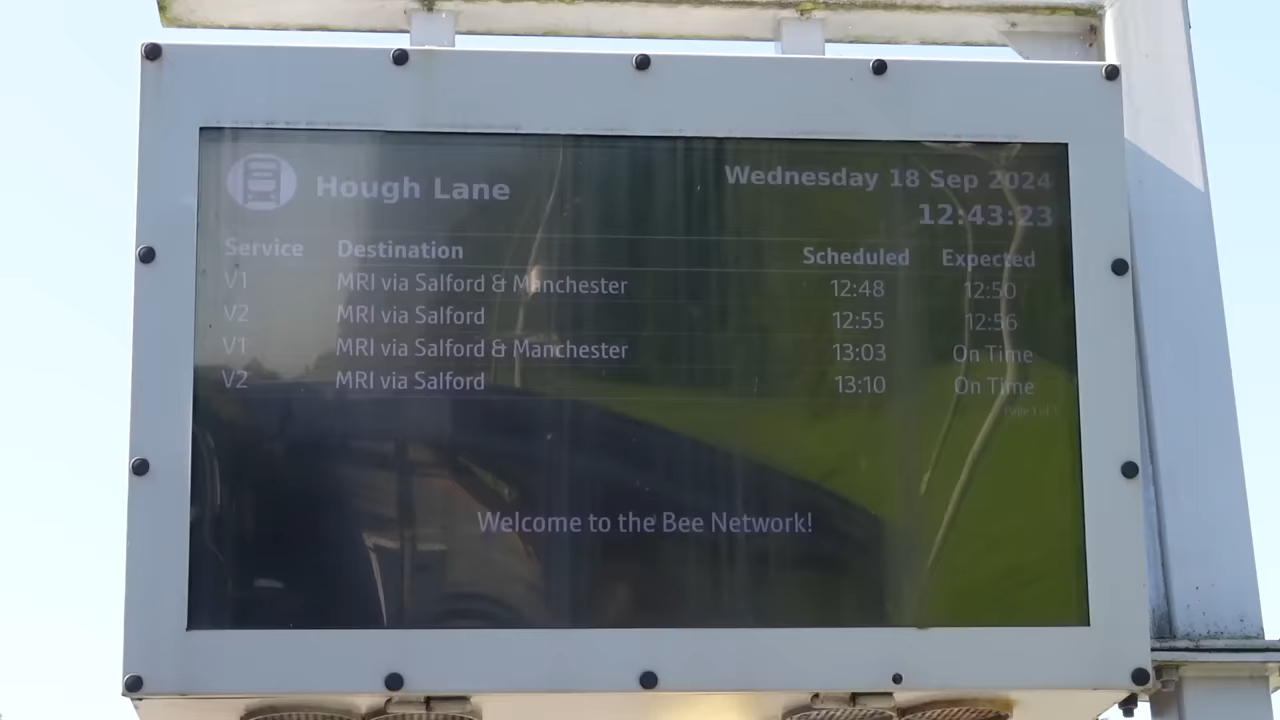 Hough Lane
Wednesday 18 Sep 2024
12:43:23
Service Destination Scheduled Expected
V1 MRI via Salford & Manchester 12:48 12:50
V2 MRI via Salford 12:55 12:56
V1 MRI via Salford & Manchester 13:03 On Time
V2 MRI via Salford 13:10 On Time
Welcome to the Bee Network!